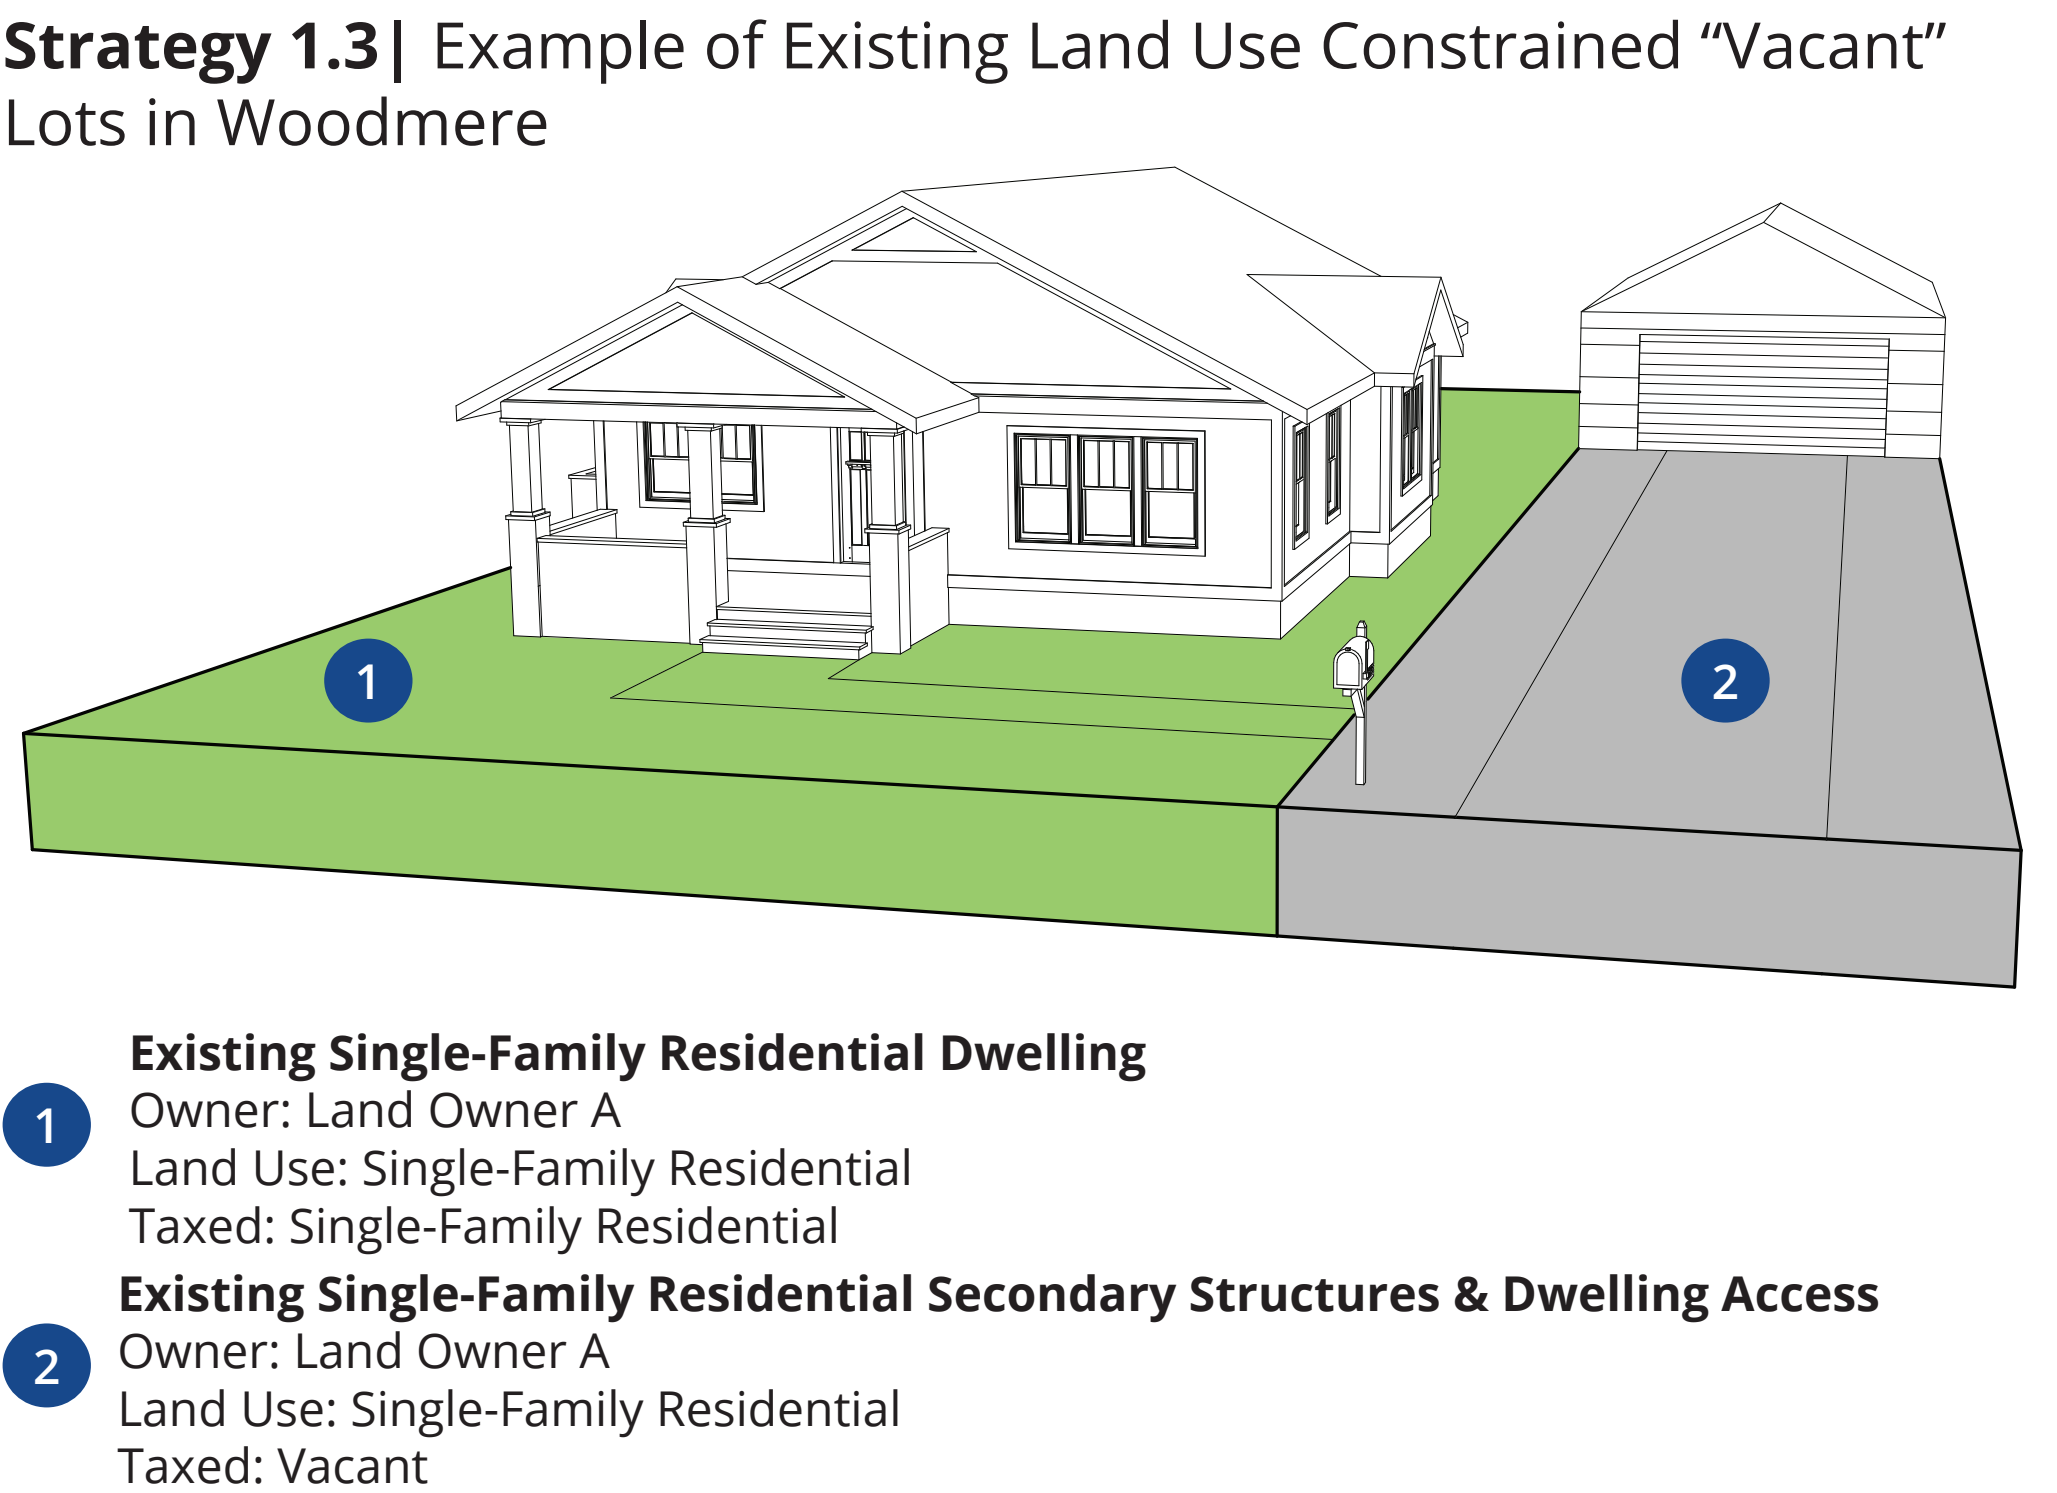 Strategy 1.3| Example of Existing Land Use Constrained “Vacant”
Lots in Woodmere
1
2
Existing Single-Family Residential Dwelling
1
Owner: Land Owner A
Land Use: Single-Family Residential
Taxed: Single-Family Residential
Existing Single-Family Residential Secondary Structures & Dwelling Access
2
Owner: Land Owner A
Land Use: Single-Family Residential
Taxed: Vacant